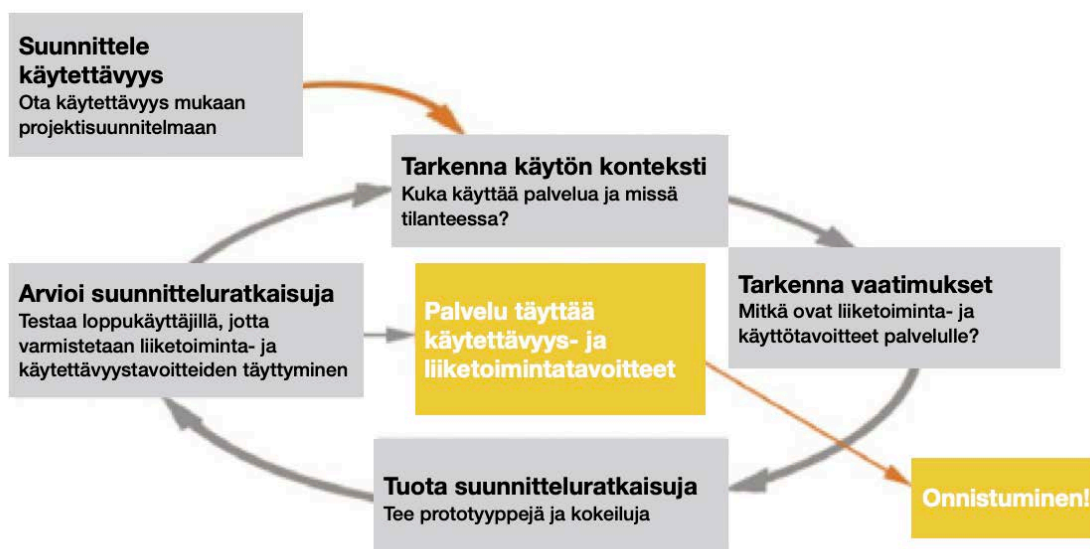 Suunnittele
käytettävyys
Ota käytettävyys mukaan
projektisuunnitelmaan
Tarkenna käytön konteksti
Kuka käyttää palvelua ja missä
tilanteessa?
Tarkenna vaatimukset
Mitkä ovat liiketoiminta- ja
käyttötavoitteet palvelulle?
Tuota suunnitteluratkaisuja
Tee prototyyppejä ja kokeiluja
Arvioi suunnitteluratkaisuja
Testaa loppukäyttäjillä, jotta
varmistetaan liiketoiminta- ja
käytettävyystavoitteiden täyttyminen
Palvelu täyttää
käytettävyys- ja
liiketoimintatavoitteet
Onnistuminen!